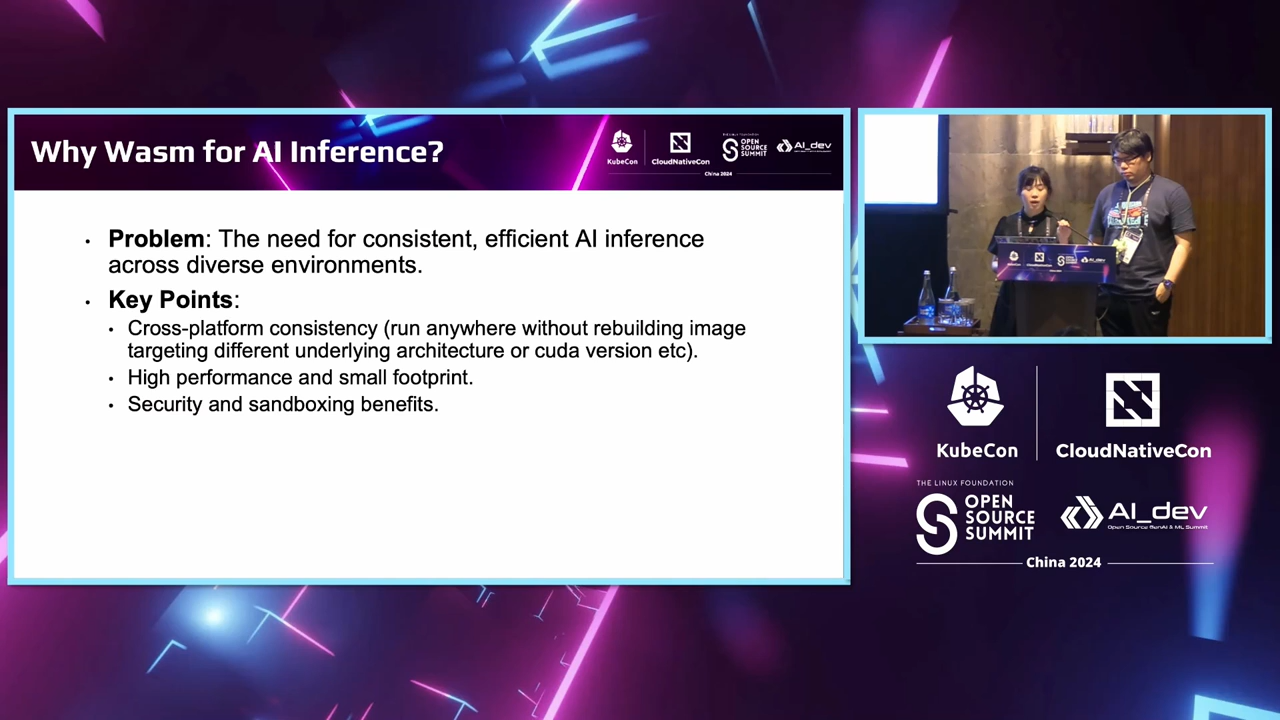 Why Wasm for AI Inference?
KubeCon
CloudNativeCon
OPEN SOURCE SUMMIT
AI_dev
China 2024
• Problem: The need for consistent, efficient AI inference
across diverse environments.
• Key Points:
• Cross-platform consistency (run anywhere without rebuilding image
targeting different underlying architecture or cuda version etc).
• High performance and small footprint.
• Security and sandboxing benefits.
KubeCon
CloudNativeCon
THE LINUX FOUNDATION
OPEN
SOURCE
SUMMIT
AI_dev
Open Source GenAI & ML Summit
China 2024